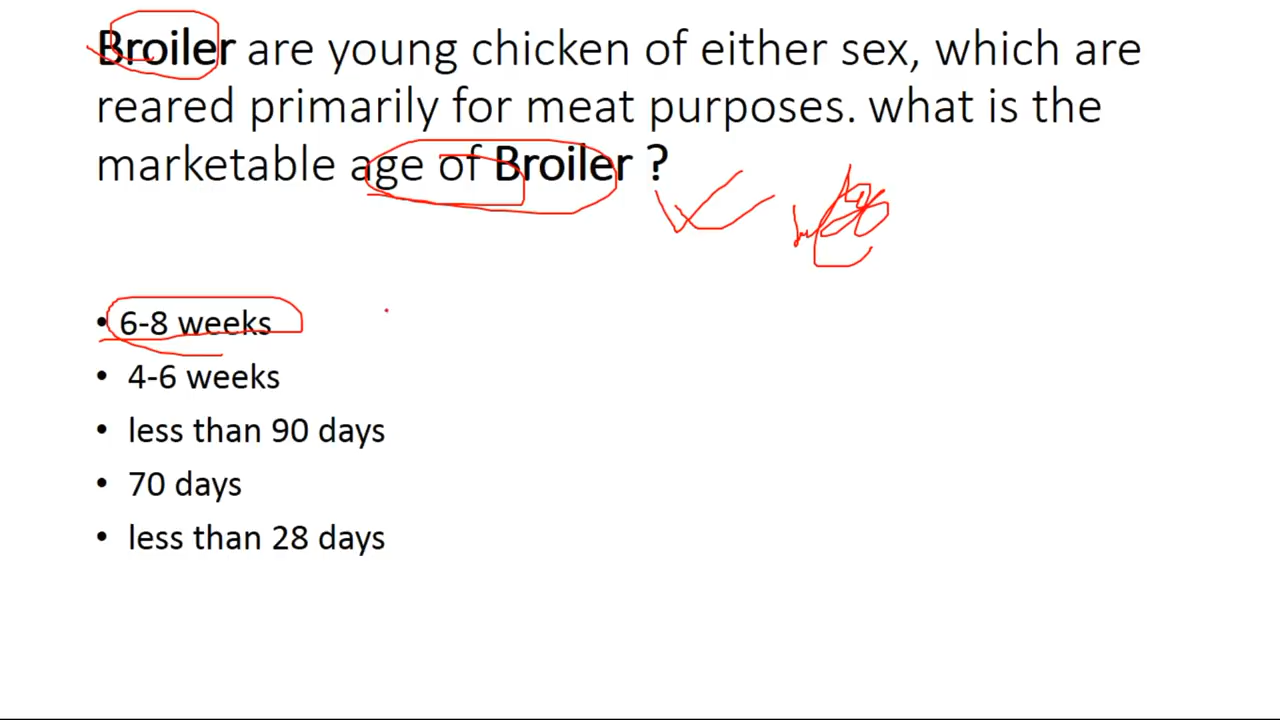 Broiler are young chicken of either sex, which are
reared primarily for meat purposes. what is the
marketable age of Broiler ?
• 6-8 weeks
• 4-6 weeks
• less than 90 days
• 70 days
• less than 28 days